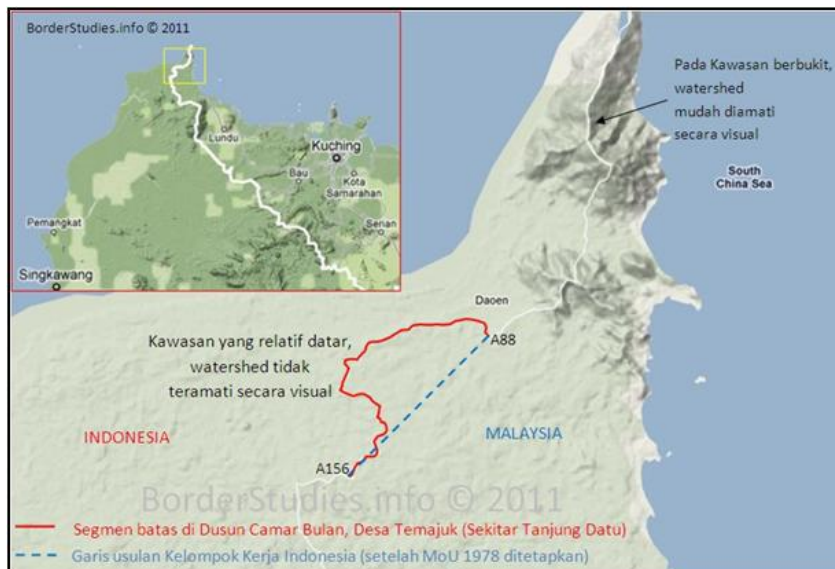 BorderStudies.info © 2011
Lundu
Kuching
Bau
Kota
Samarahan
Serian
Pemangkat
Singkawang
Pada Kawasan berbukit,
watershed
mudah diamati
secara visual
South
China Sea
Daoen
A88
Kawasan yang relatif datar,
watershed tidak
teramati secara visual
INDONESIA
MALAYSIA
A156
BorderStudies.info © 2011
Segmen batas di Dusun Camar Bulan, Desa Temajuk (Sekitar Tanjung Datu)
Garis usulan Kelompok Kerja Indonesia (setelah MoU 1978 ditetapkan)